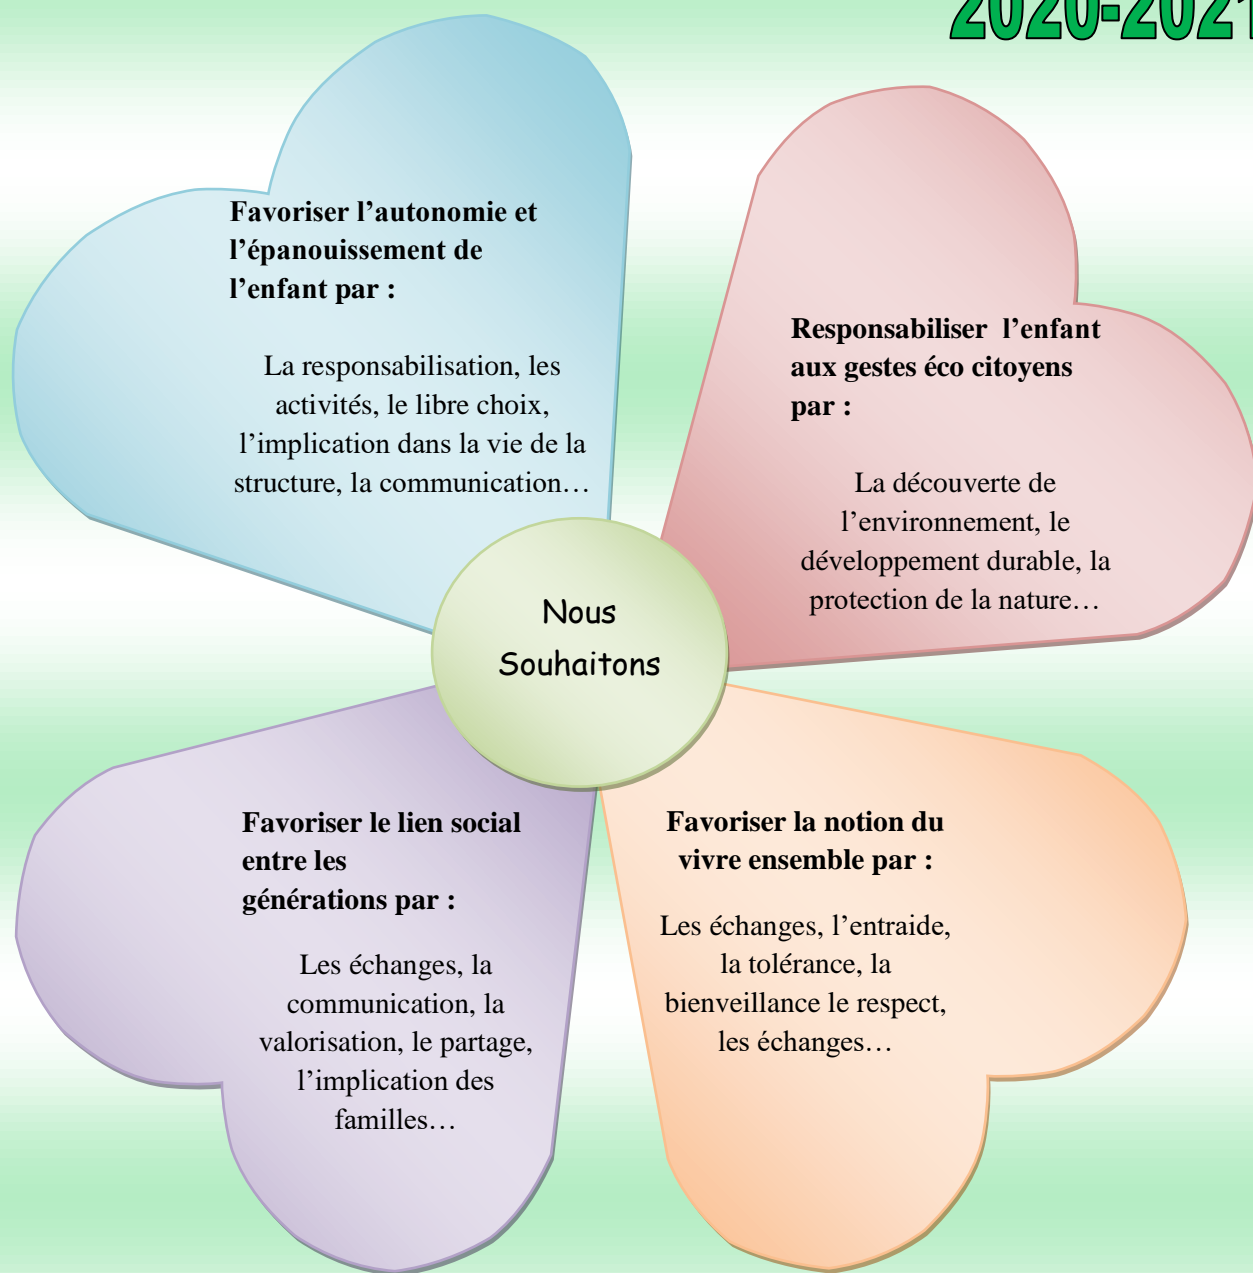 2020-2021
Favoriser l’autonomie et
l’épanouissement de
l’enfant par :
La responsabilisation, les
activités, le libre choix,
l’implication dans la vie de la
structure, la communication…
Responsabiliser  l’enfant
aux gestes éco citoyens
par :
La découverte de
l’environnement, le
développement durable, la
protection de la nature…
Nous
Souhaitons
Favoriser le lien social
entre les
générations par :
Les échanges, la
communication, la
valorisation, le partage,
l’implication des
familles…
Favoriser la notion du
vivre ensemble par :
Les échanges, l’entraide,
la tolérance, la
bienveillance le respect,
les échanges…